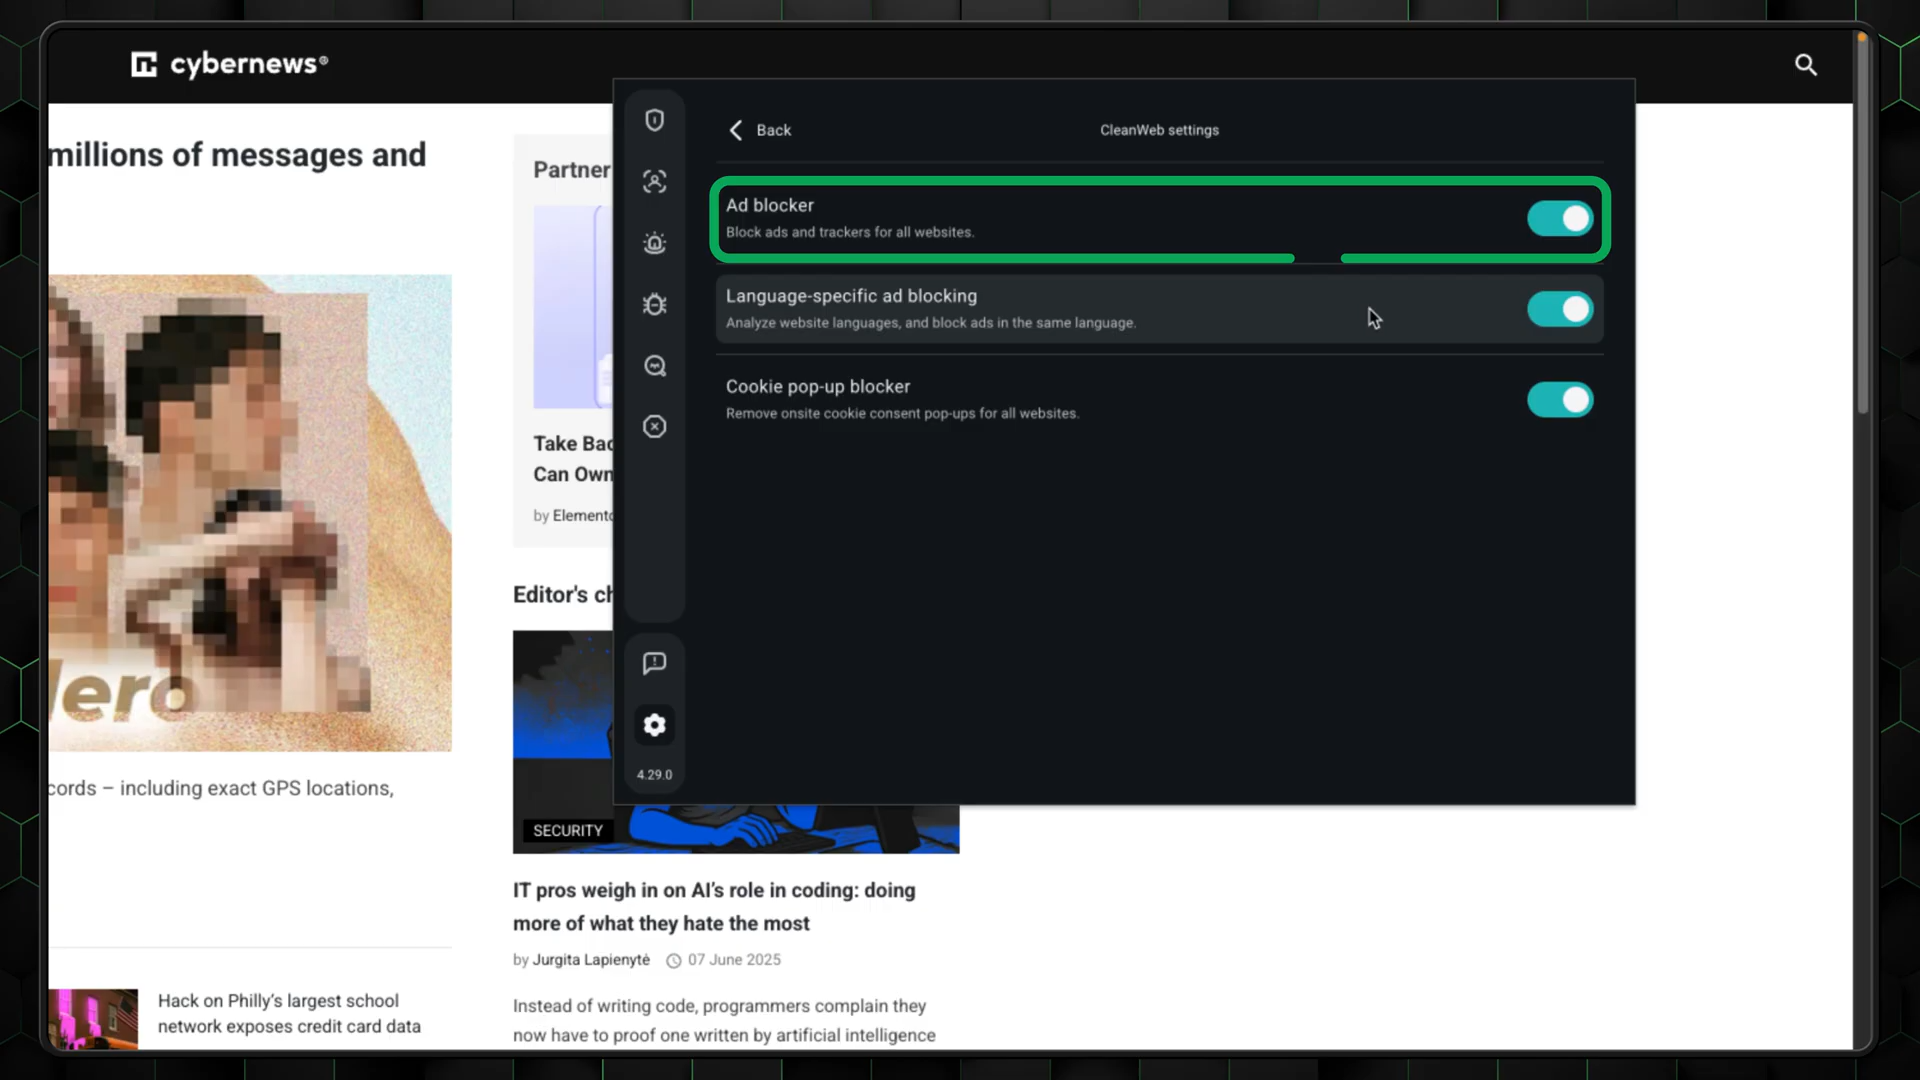 cybernews®
millions of messages and
lero
cords – including exact GPS locations,
Hack on Philly's largest school
network exposes credit card data
Partner
Take Bac
Can Own
by Elemento
Editor's ch
SECURITY
IT pros weigh in on AI's role in coding: doing
more of what they hate the most
by Jurgita Lapienytė 07 June 2025
Instead of writing code, programmers complain they
now have to proof one written by artificial intelligence
Back
CleanWeb settings
Ad blocker
Block ads and trackers for all websites.
Language-specific ad blocking
Analyze website languages, and block ads in the same language.
Cookie pop-up blocker
Remove onsite cookie consent pop-ups for all websites.
4.29.0